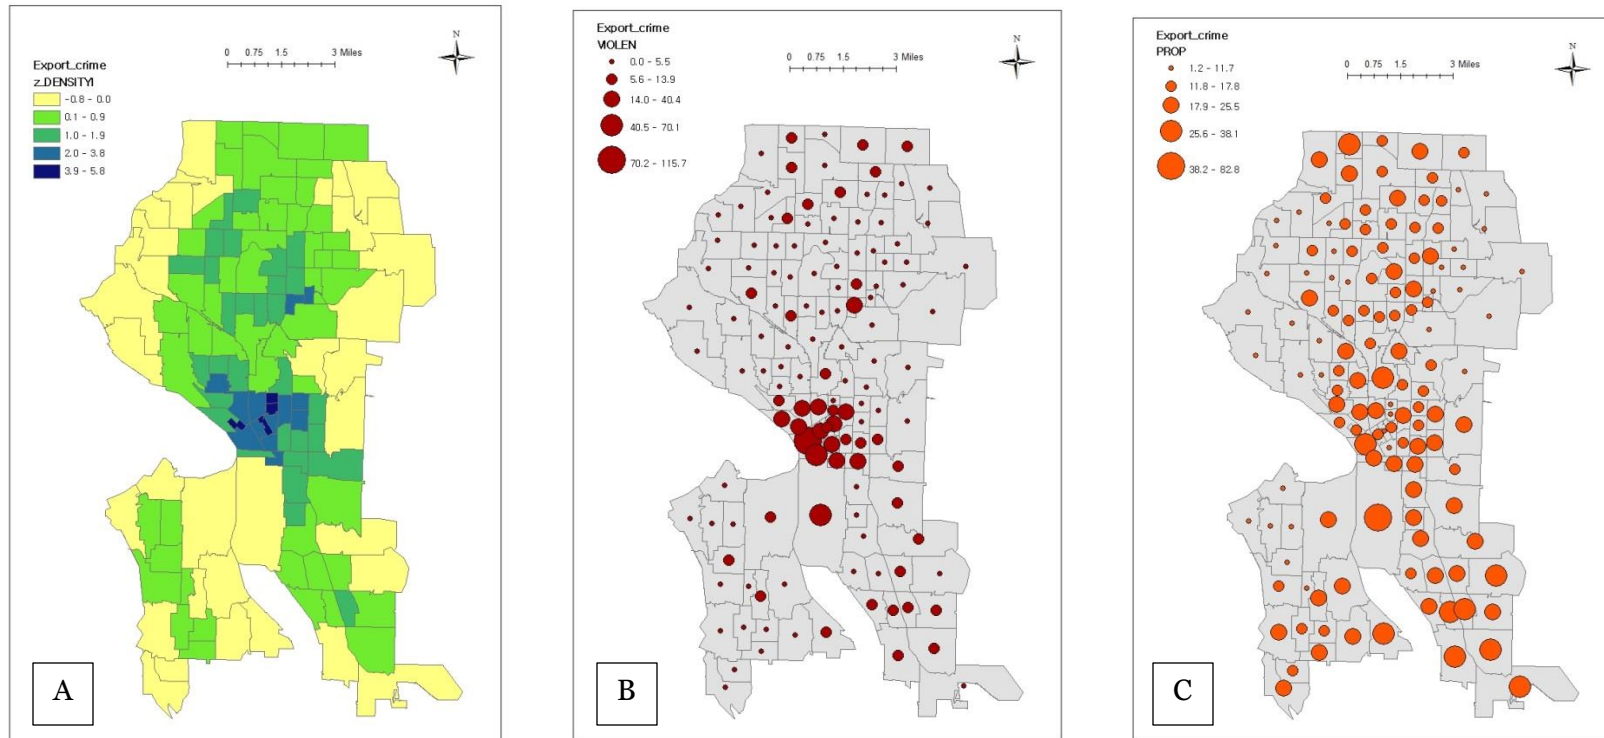 N
0 0.75 1.5 3 Miles
Export_crime
z_DENSITYI
-0.8 - 0.0
0.1 - 0.9
1.0 - 1.9
2.0 - 3.8
3.9 - 5.8
A
Export_crime
VIOLEN
N
0 0.75 1.5 3 Miles
0.0 - 5.5
5.6 - 13.9
14.0 - 40.4
40.5 - 70.1
70.2 - 115.7
B
Export_crime
PROP
N
0 0.75 1.5 3 Miles
1.2 - 11.7
11.8 - 17.8
17.9 - 25.5
25.6 - 38.1
38.2 - 82.8
C